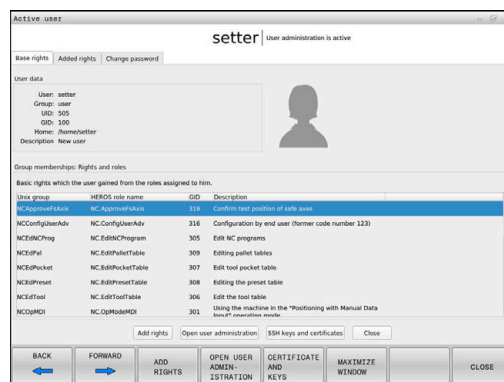 Active user
setter User administration is active
Base rights Added rights Change password
User data
User: setter
Group: user
UID: 505
GID: 100
Home: /home/setter
Description New user
Group memberships: Rights and roles
Basic rights which the user gained from the roles assigned to him.
Unix group HEROS role name GID Description
NCApproveFsAxis NC.ApproveFsAxis 319 Confirm test position of safe axes
NCConfigUserAdv NC.ConfigUserAdv 316 Configuration by end user (former code number 123)
NCEdNCProg NC.EditNCProgram 305 Edit NC programs
NCEdPal NC.EditPalletTable 309 Editing pallet tables
NCEdPocket NC.EditPocketTable 307 Edit tool pocket table
NCEdPreset NC.EditPresetTable 308 Editing the preset table
NCEdTool NC.EditToolTable 306 Edit the tool table
NCOpMDI NC.OpModeMDI 301 Using the machine in the "Positioning with Manual Data
Input" operating mode
Add rights Open user administration SSH keys and certificates Close
BACK FORWARD ADD RIGHTS OPEN USER ADMIN- ISTRATION CERTIFICATE AND KEYS MAXIMIZE WINDOW CLOSE